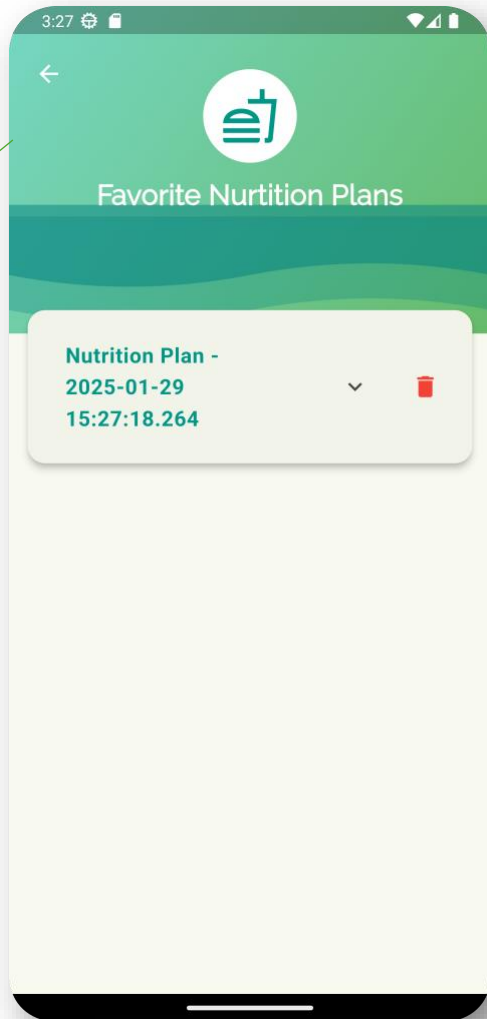 3:27
Favorite Nurtition Plans
Nutrition Plan -
2025-01-29
15:27:18.264